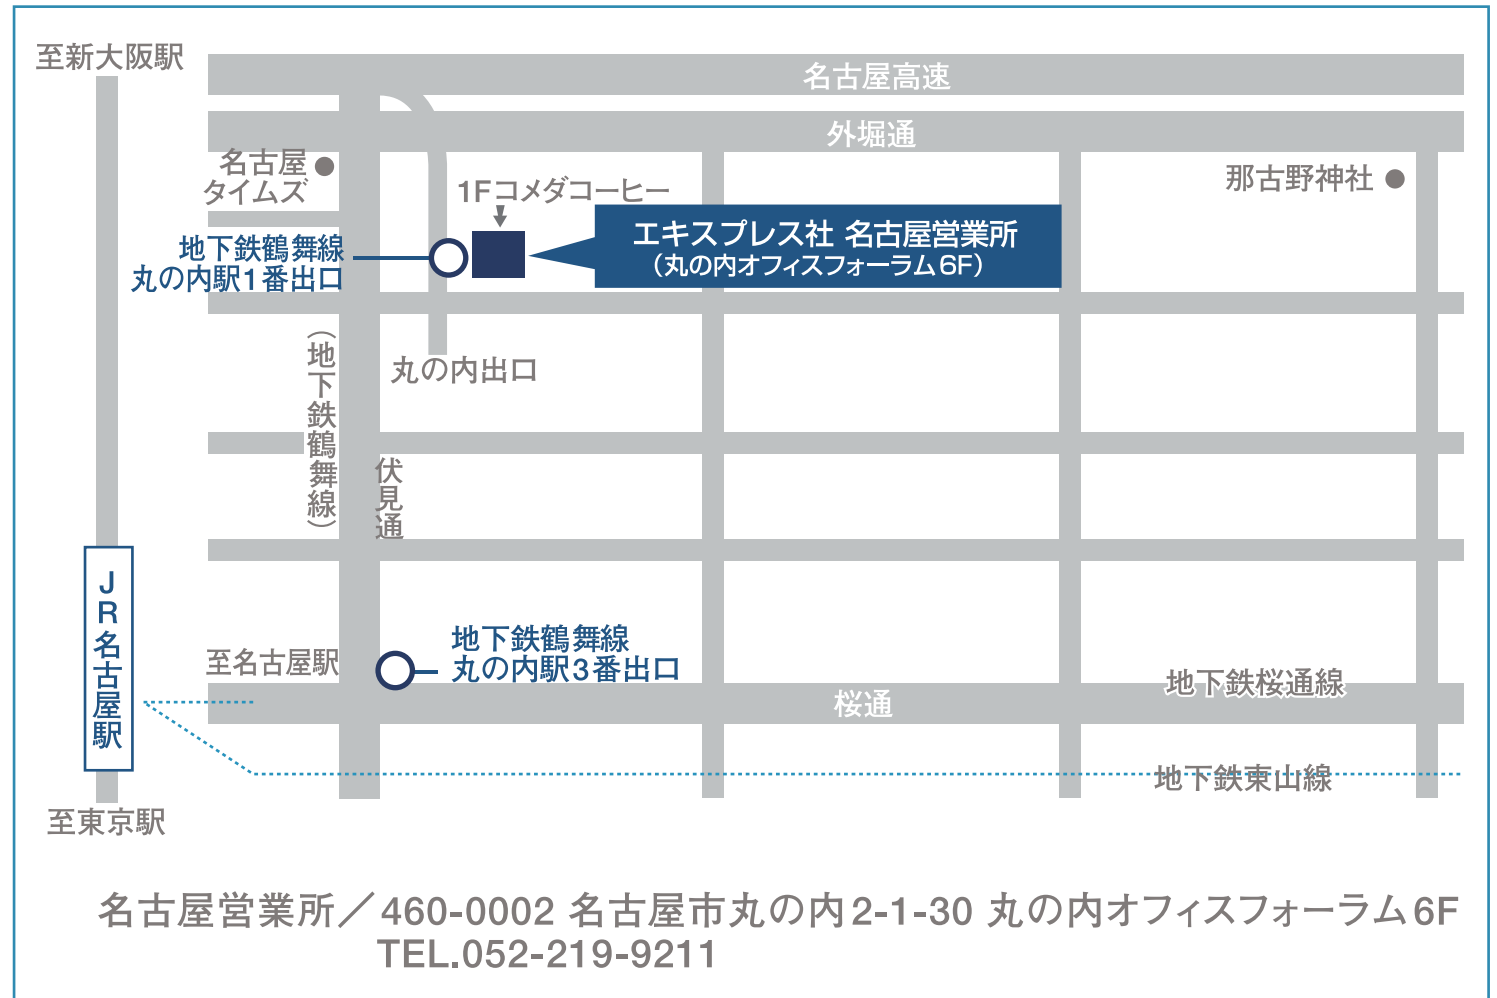 至新大阪駅
名古屋高速
外堀通
名古屋
タイムズ
那古野神社
1Fコメダコーヒー
エキスプレス社 名古屋営業所
(丸の内オフィスフォーラム6F)
地下鉄鶴舞線
丸の内駅1番出口
(地下鉄鶴舞線)
丸の内出口
伏見通
JR名古屋駅
至名古屋駅
地下鉄鶴舞線
丸の内駅3番出口
地下鉄桜通線
桜通
地下鉄東山線
至東京駅
名古屋営業所／460-0002 名古屋市丸の内2-1-30 丸の内オフィスフォーラム6F
TEL.052-219-9211